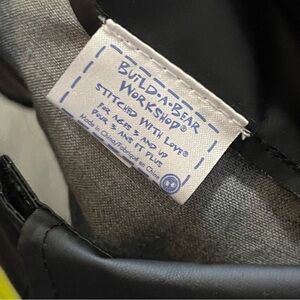 BUILD-A-BEAR
WORKSHOP®
STITCHED WITH LOVE®
FOR AGES 3 AND UP
POUR 3 ANS ET PLUS
Made in China/Fabriqué en Chine